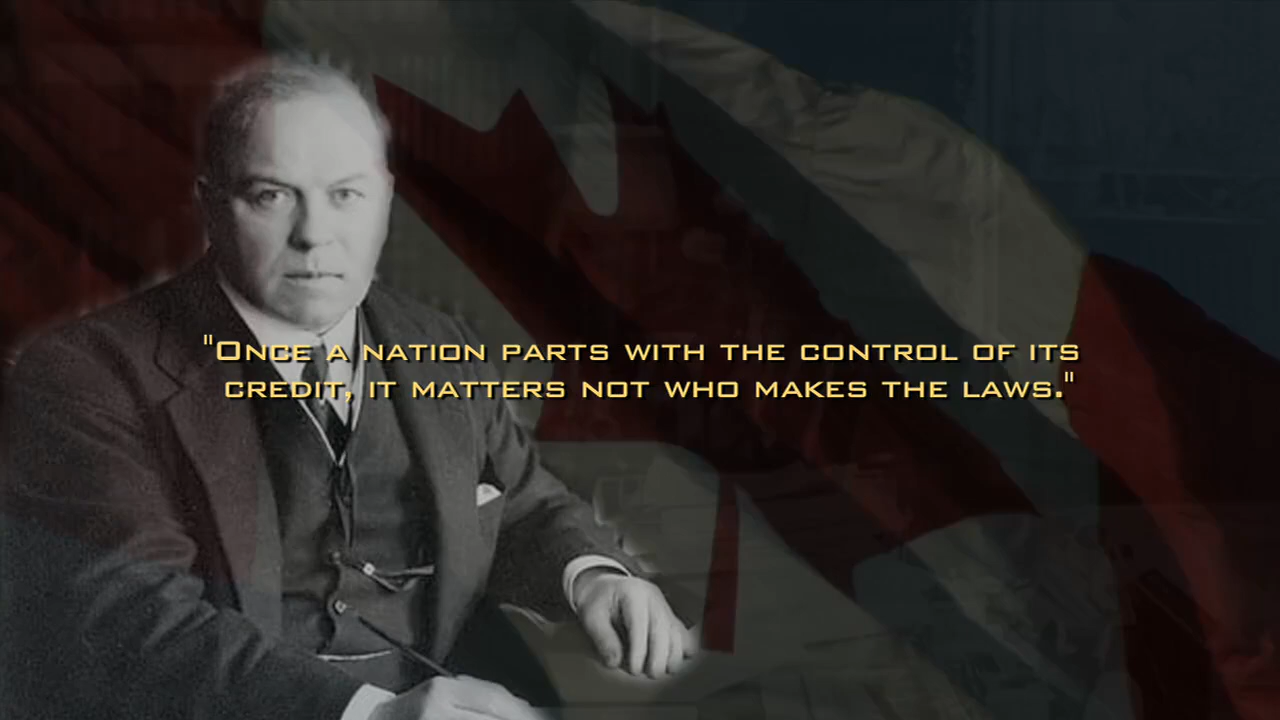 "Once a nation parts with the control of its
credit, it matters not who makes the laws."